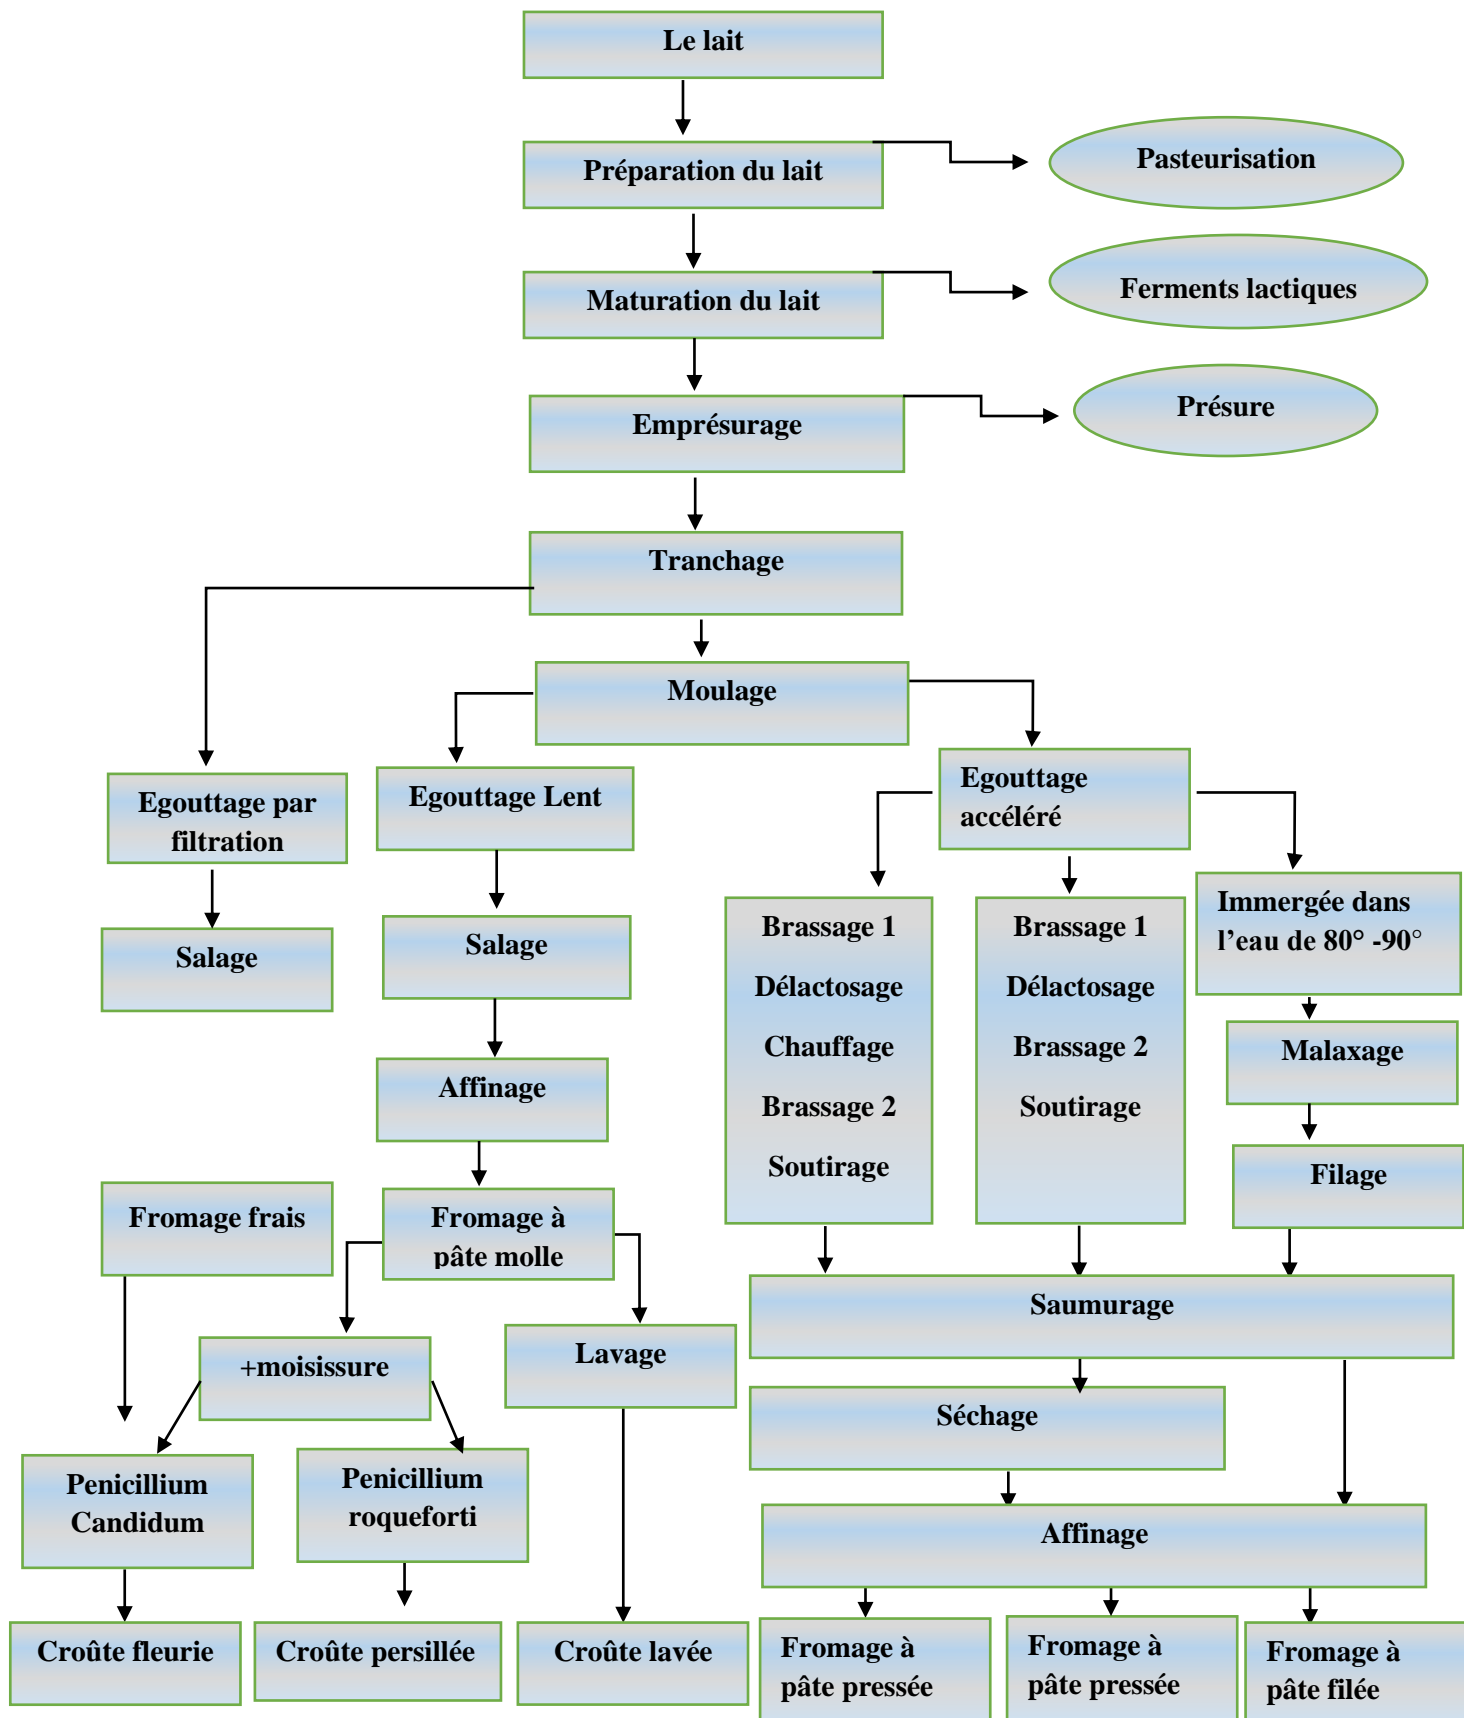 Le lait
Préparation du lait
Pasteurisation
Maturation du lait
Ferments lactiques
Emprésurage
Présure
Tranchage
Moulage
Egouttage par
filtration
Egouttage Lent
Egouttage
accéléré
Salage
Salage
Brassage 1
Délactosage
Chauffage
Brassage 2
Soutirage
Brassage 1
Délactosage
Brassage 2
Soutirage
Immergée dans
l’eau de 80° -90°
Malaxage
Filage
Affinage
Fromage frais
Fromage à
pâte molle
Saumurage
+moisissure
Lavage
Séchage
Penicillium
Candidum
Penicillium
roqueforti
Affinage
Croûte fleurie
Croûte persillée
Croûte lavée
Fromage à
pâte pressée
Fromage à
pâte pressée
Fromage à
pâte filée